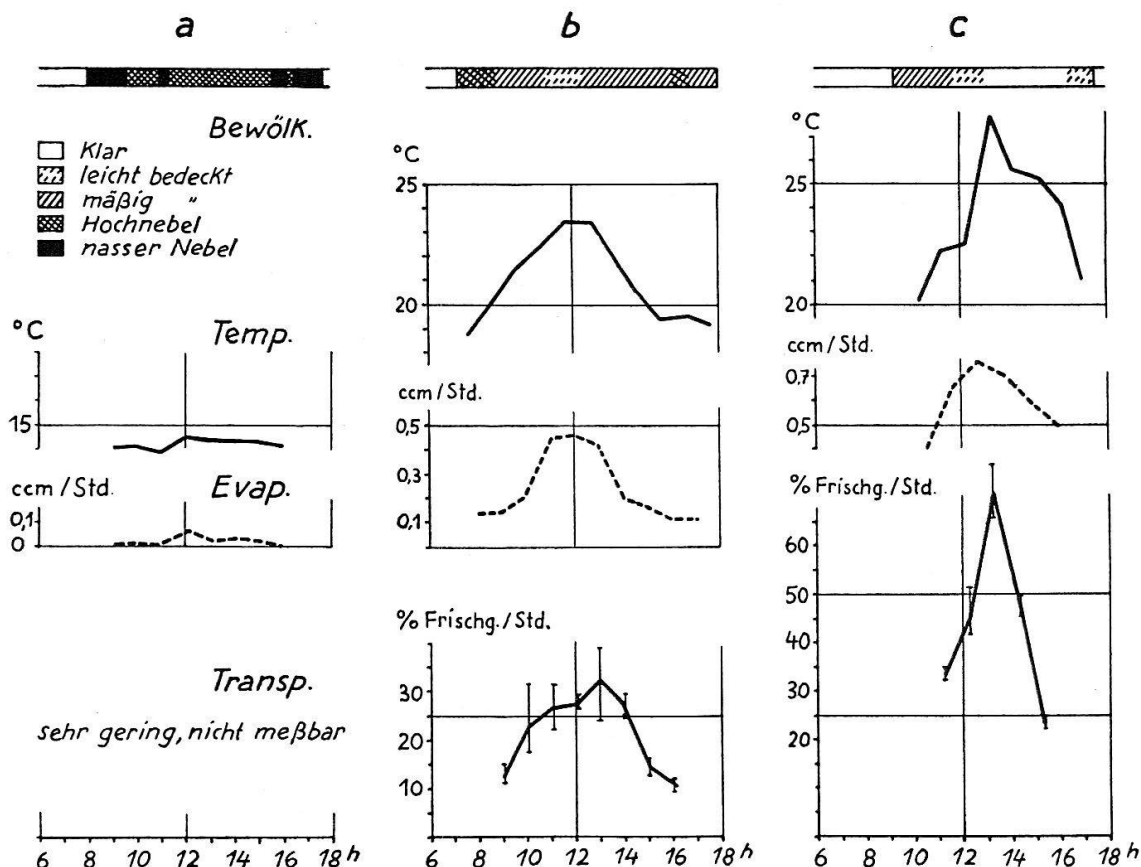 a
Bewölk.
Klar
leicht bedeckt
mäßig "
Hochnebel
nasser Nebel
°C
Temp.
15
ccm/Std.
Evap.
0,1
0
Transp.
sehr gering, nicht meßbar
6 8 10 12 14 16 h
b
°C
25
20
ccm/Std.
0,5
0,3
0,1
% Frischg./Std.
30
20
10
6 8 10 12 14 16 18 h
c
°C
25
20
ccm/Std.
0,7
0,5
% Frischg./Std.
60
50
40
30
20
6 8 10 12 14 16 18 h